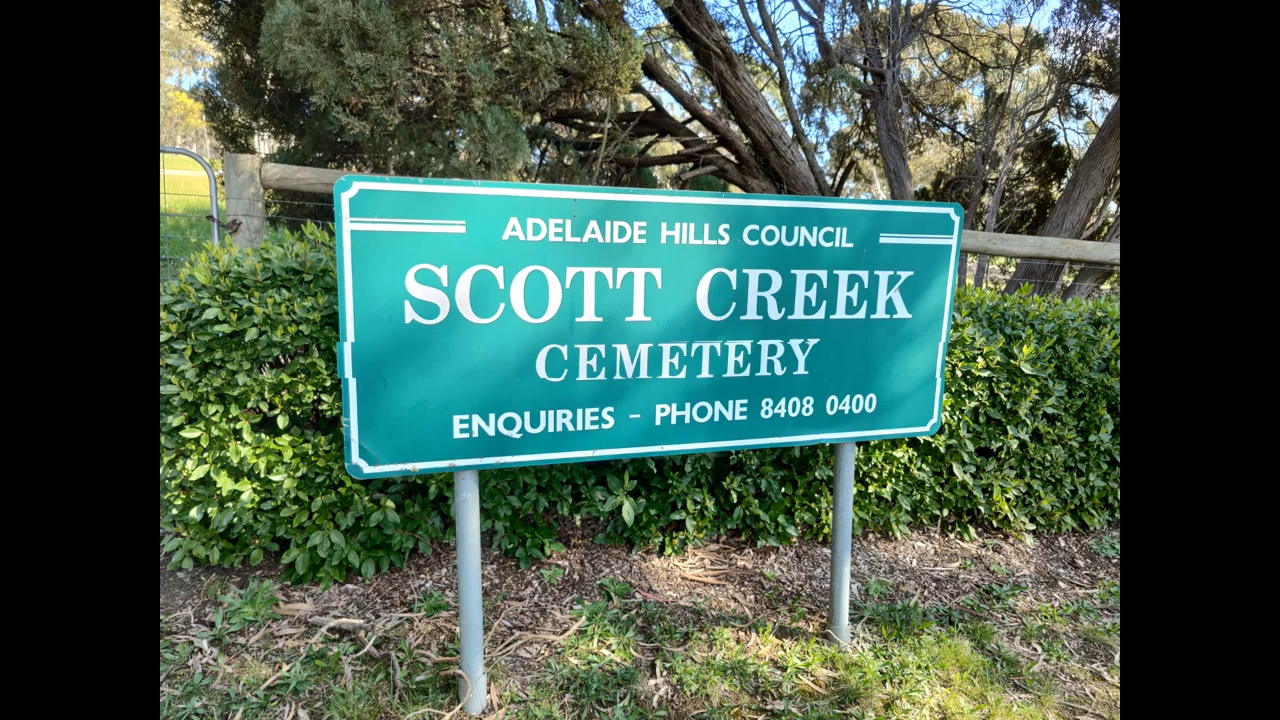 ADELAIDE HILLS COUNCIL
SCOTT CREEK
CEMETERY
ENQUIRIES - PHONE 8408 0400